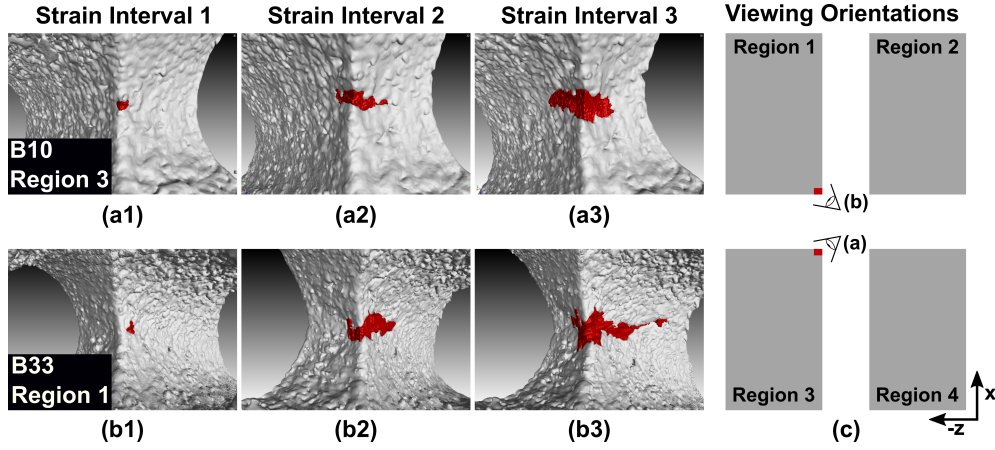 Strain Interval 1 Strain Interval 2 Strain Interval 3 Viewing Orientations
B10
Region 3
(a1) (a2) (a3)
B33
Region 1
(b1) (b2) (b3)
Region 1 Region 2
(b)
(a)
Region 3 Region 4
x
-z
(c)